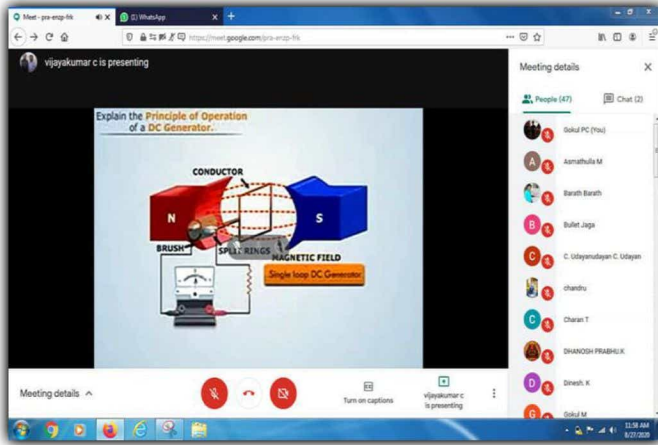 Meet - pra-enzp-frk
(1) WhatsApp
https://meet.google.com/pra-enzp-frk
vijayakumar c is presenting
Explain the Principle of Operation
of a DC Generator.
CONDUCTOR
N
S
BRUSH
SPLIT RINGS
MAGNETIC FIELD
Single loop DC Generator
Meeting details
People (47)
Chat (2)
Gokul PC (You)
A
Asmathulla M
Barath Barath
B
Bullet Jaga
C
C. Udayanudayan C. Udayan
chandru
C
Charan T
DHANOSH PRABHU.K
D
Dinesh. K
G
Gokul M
Meeting details
Turn on captions
vijayakumar c
is presenting
11:58 AM
8/27/2020